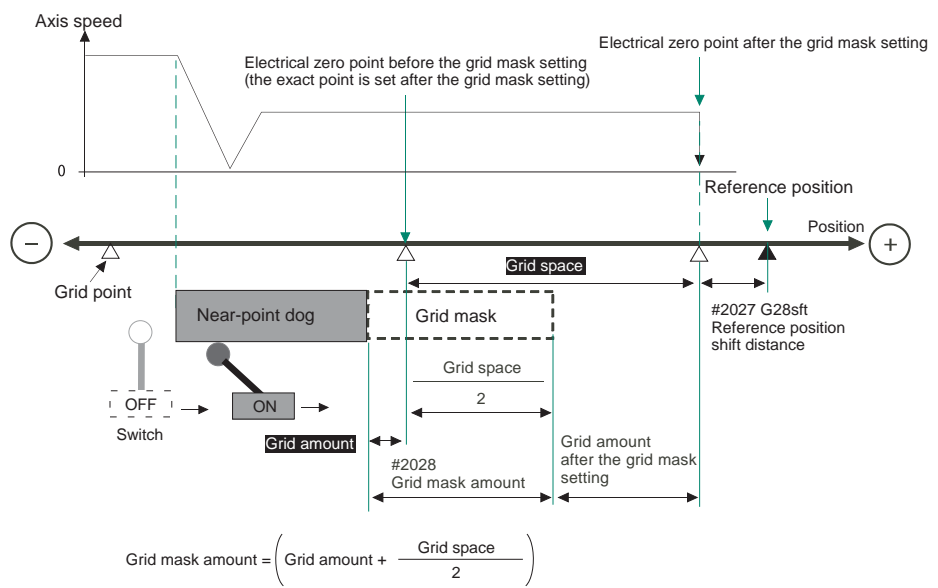 Axis speed
Electrical zero point after the grid mask setting
Electrical zero point before the grid mask setting
(the exact point is set after the grid mask setting)
0
Reference position
Position
−
+
Grid space
Grid point
#2027 G28sft
Reference position
shift distance
Near-point dog
Grid mask
Grid space
2
OFF
ON
Switch
Grid amount
Grid amount
after the grid mask
setting
#2028
Grid mask amount
Grid mask amount = ( Grid amount + Grid space
2 )